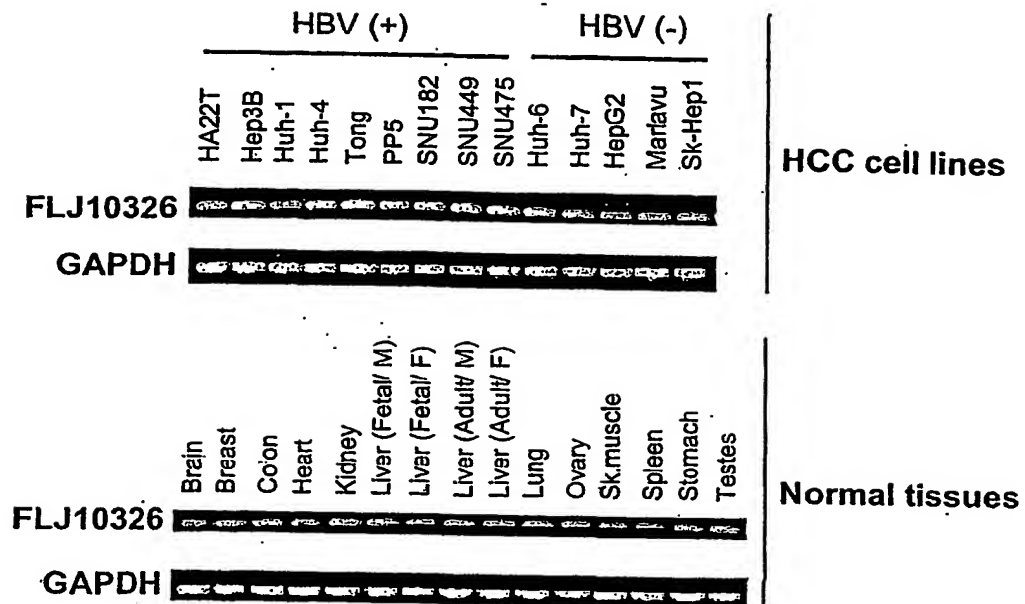 HBV (+) HBV (-)
HA22T Hep3B Huh-1 Huh-4 Tong PP5 SNU182 SNU449 SNU475 Huh-6 Huh-7 HepG2 Marlavu Sk-Hep1
HCC cell lines
FLJ10326
GAPDH
Brain Breast Co'on Heart Kidney Liver (Fetal/ M) Liver (Fetal/ F) Liver (Adult/ M) Liver (Adult/ F) Lung Ovary Sk.muscle Spleen Stomach Testes
Normal tissues
FLJ10326
GAPDH